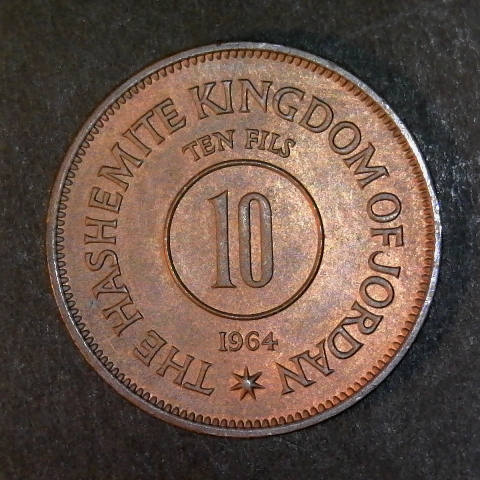 THE HASHEMITE KINGDOM OF JORDAN
TEN FILS
10
1964